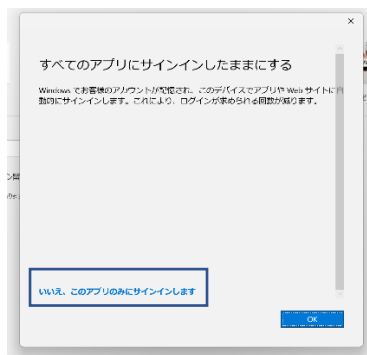 すべてのアプリにサインインしたままにする
Windows でお客様のアカウントが記憶され、このデバイスでアプリや Web サイトに自
動的にサインインします。これにより、ログインが求められる回数が減ります。
いいえ、このアプリのみにサインインします
OK